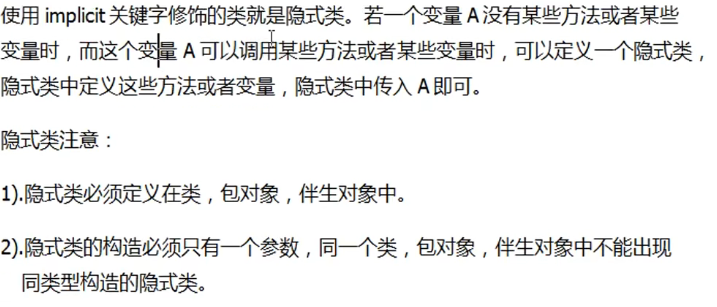 使用 implicit 关键字修饰的类就是隐式类。若一个变量 A 没有某些方法或者某些
变量时，而这个变量 A 可以调用某些方法或者某些变量时，可以定义一个隐式类，
隐式类中定义这些方法或者变量，隐式类中传入 A 即可。
隐式类注意：
1).隐式类必须定义在类，包对象，伴生对象中。
2).隐式类的构造必须只有一个参数，同一个类，包对象，伴生对象中不能出现
同类型构造的隐式类。